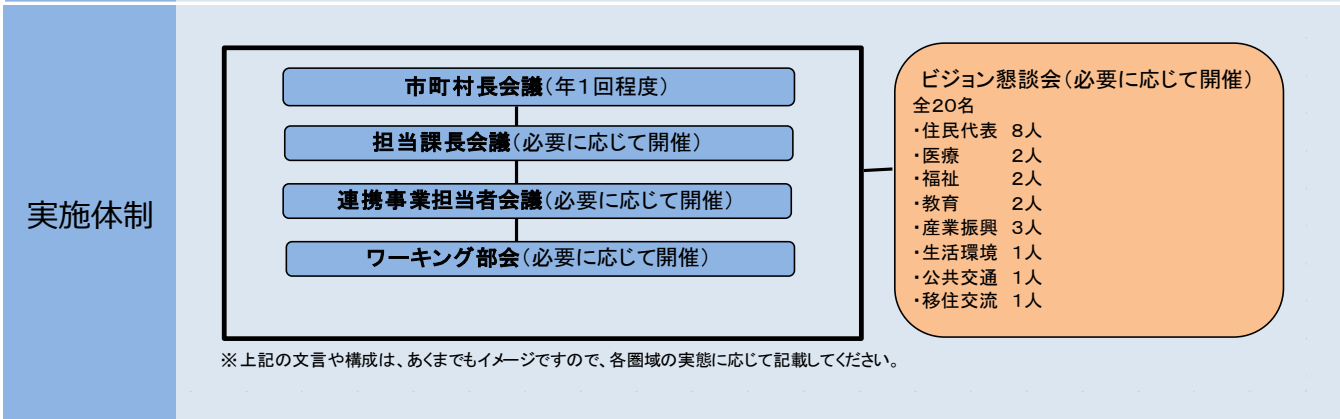 実施体制
市町村長会議(年1回程度)
担当課長会議(必要に応じて開催)
連携事業担当者会議(必要に応じて開催)
ワーキング部会(必要に応じて開催)
ビジョン懇談会(必要に応じて開催)
全20名
・住民代表 8人
・医療 2人
・福祉 2人
・教育 2人
・産業振興 3人
・生活環境 1人
・公共交通 1人
・移住交流 1人
※上記の文言や構成は、あくまでもイメージですので、各圏域の実態に応じて記載してください。